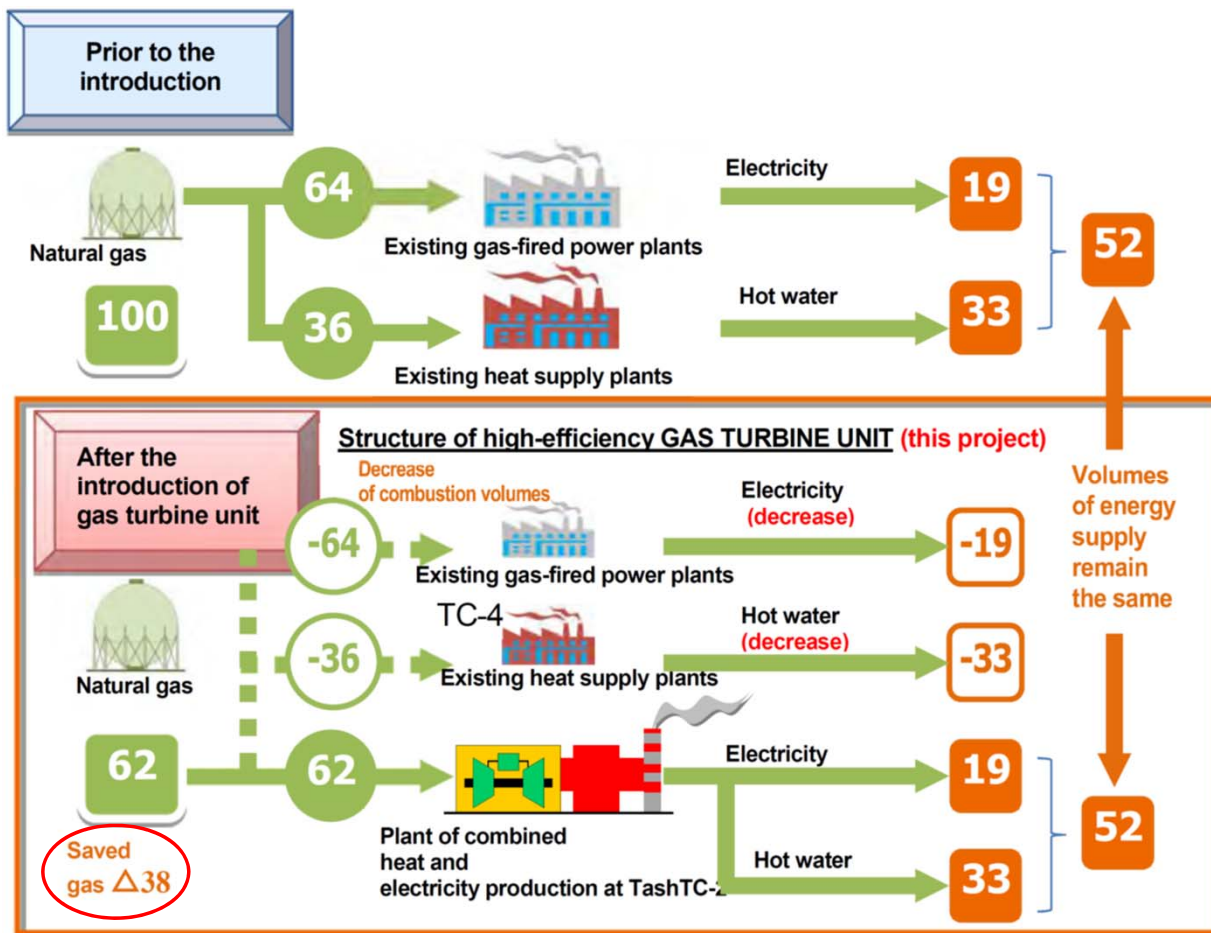 Prior to the
introduction
Natural gas
100
64
36
Existing gas-fired power plants
Existing heat supply plants
Electricity
Hot water
19
33
52
After the
introduction of
gas turbine unit
Structure of high-efficiency GAS TURBINE UNIT (this project)
Decrease
of combustion volumes
-64
Existing gas-fired power plants
Electricity
(decrease)
-19
Natural gas
-36
TC-4
Existing heat supply plants
Hot water
(decrease)
-33
Volumes
of energy
supply
remain
the same
62
62
Saved
gas △38
Plant of combined
heat and
electricity production at TashTC-2
Electricity
Hot water
19
33
52